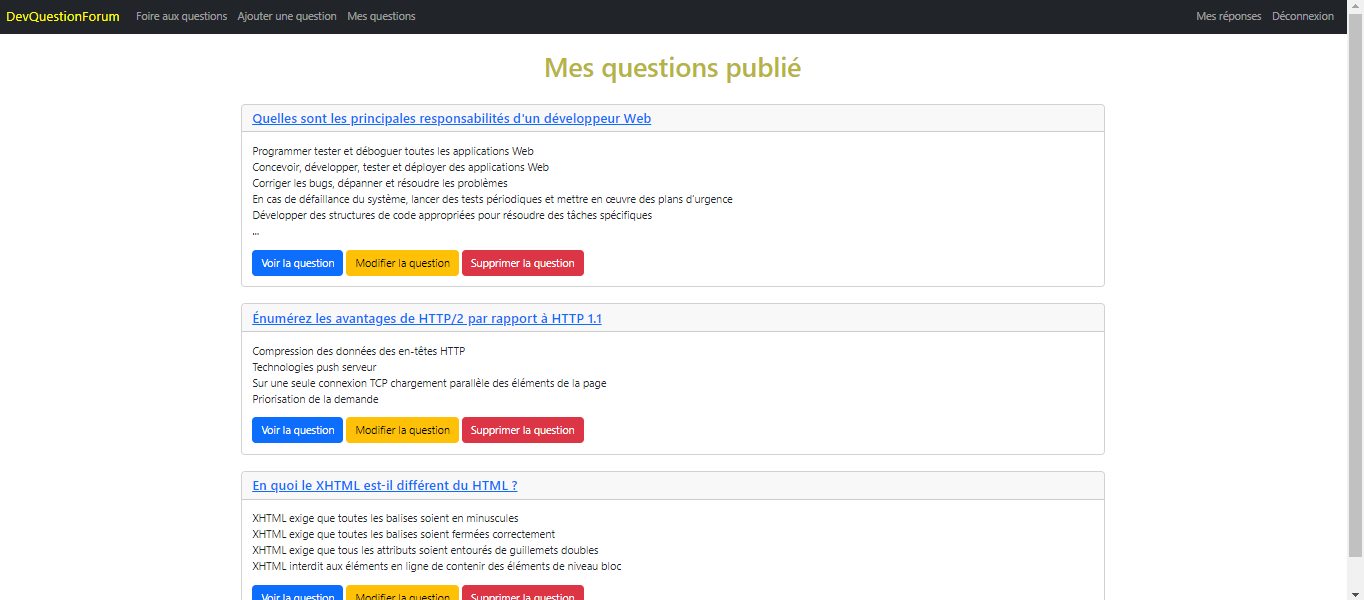 DevQuestionForum Foire aux questions Ajouter une question Mes questions Mes réponses Déconnexion
Mes questions publié
Quelles sont les principales responsabilités d'un développeur Web
Programmer tester et déboguer toutes les applications Web
Concevoir, développer, tester et déployer des applications Web
Corriger les bugs, dépanner et résoudre les problèmes
En cas de défaillance du système, lancer des tests périodiques et mettre en œuvre des plans d'urgence
Développer des structures de code appropriées pour résoudre des tâches spécifiques
...
Voir la question Modifier la question Supprimer la question
Énumérez les avantages de HTTP/2 par rapport à HTTP 1.1
Compression des données des en-têtes HTTP
Technologies push serveur
Sur une seule connexion TCP chargement parallèle des éléments de la page
Priorisation de la demande
Voir la question Modifier la question Supprimer la question
En quoi le XHTML est-il différent du HTML ?
XHTML exige que toutes les balises soient en minuscules
XHTML exige que toutes les balises soient fermées correctement
XHTML exige que tous les attributs soient entourés de guillemets doubles
XHTML interdit aux éléments en ligne de contenir des éléments de niveau bloc
Voir la question Modifier la question Supprimer la question